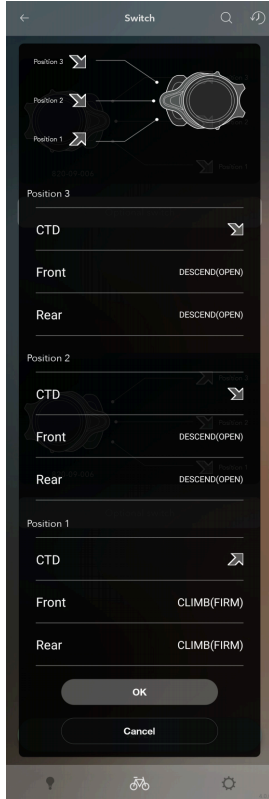 Switch
Position 3
Position 2
Position 1
Position 3
CTD
Front DESCEND(OPEN)
Rear DESCEND(OPEN)
Position 2
CTD
Front DESCEND(OPEN)
Rear DESCEND(OPEN)
Position 1
CTD
Front CLIMB(FIRM)
Rear CLIMB(FIRM)
OK
Cancel